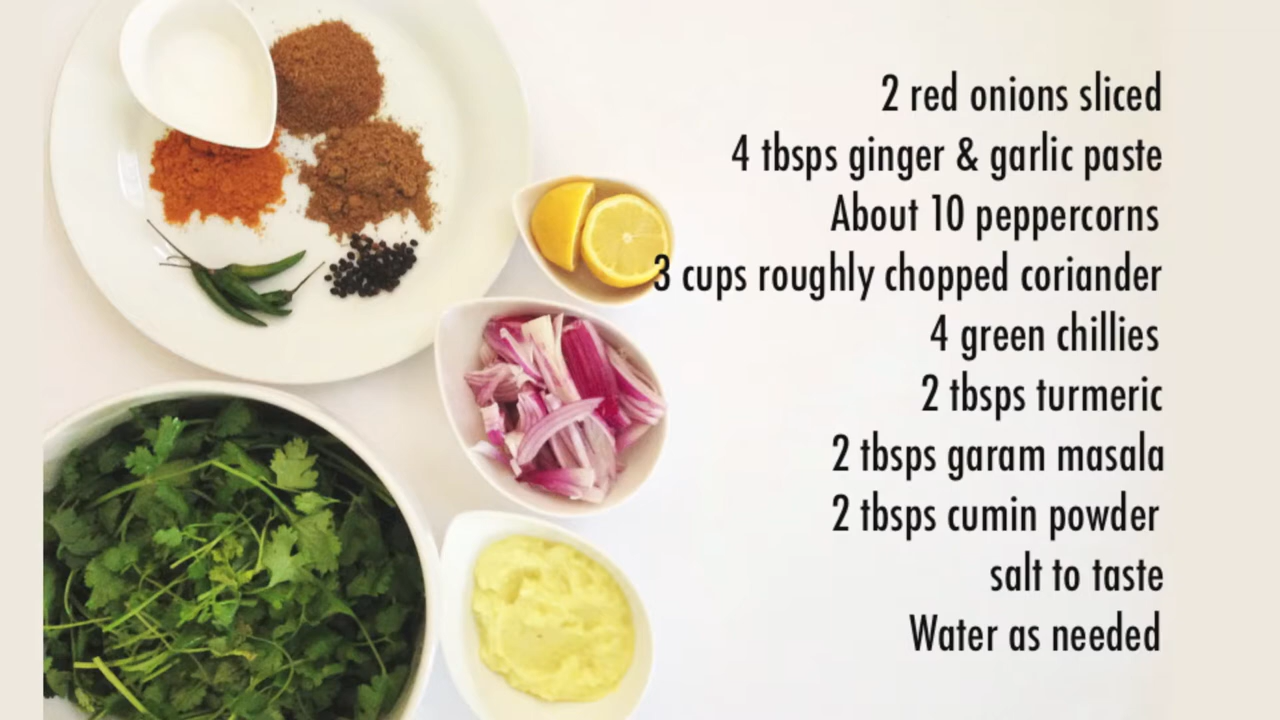 2 red onions sliced
4 tbsps ginger & garlic paste
About 10 peppercorns
3 cups roughly chopped coriander
4 green chillies
2 tbsps turmeric
2 tbsps garam masala
2 tbsps cumin powder
salt to taste
Water as needed